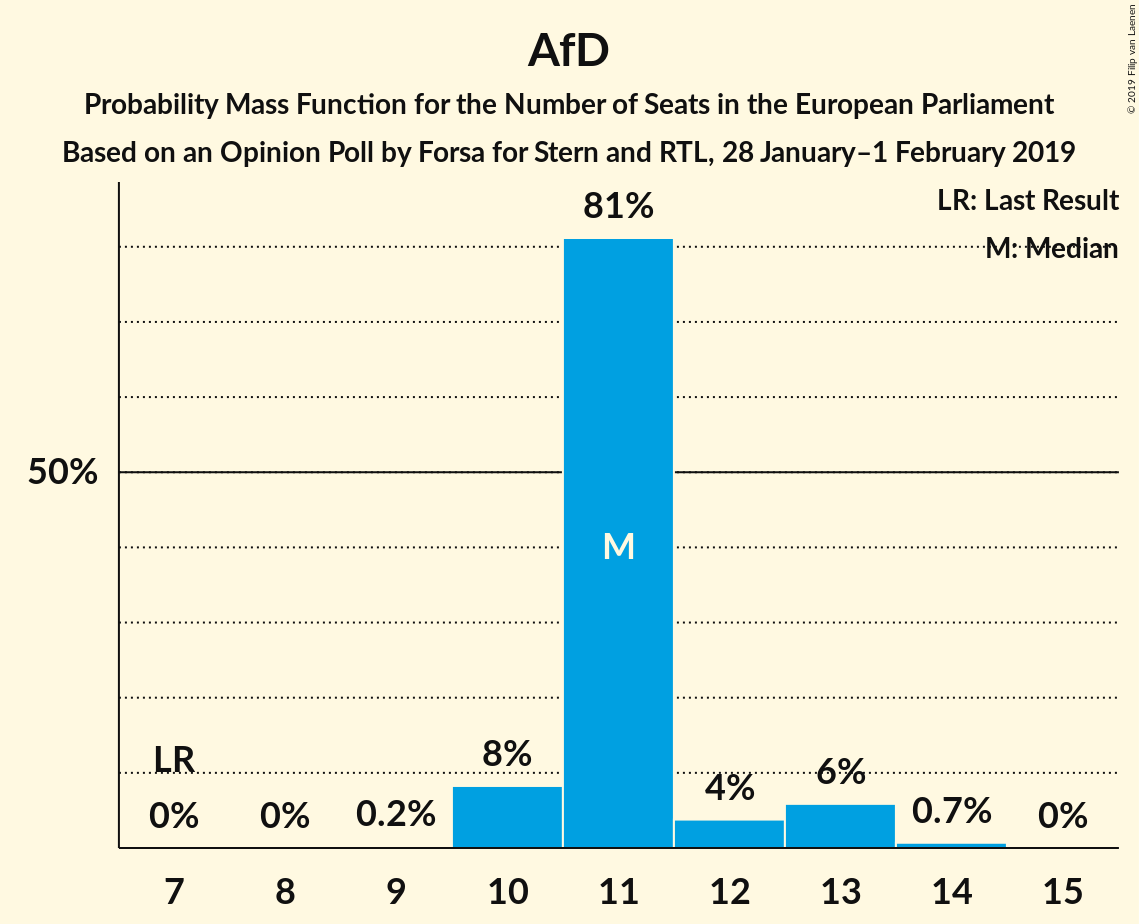 AfD
Probability Mass Function for the Number of Seats in the European Parliament
Based on an Opinion Poll by Forsa for Stern and RTL, 28 January–1 February 2019
© 2019 Filip van Laenen
LR: Last Result
M: Median
81%
50%
M
LR
0%
0%
0.2%
8%
4%
6%
0.7%
0%
7 8 9 10 11 12 13 14 15